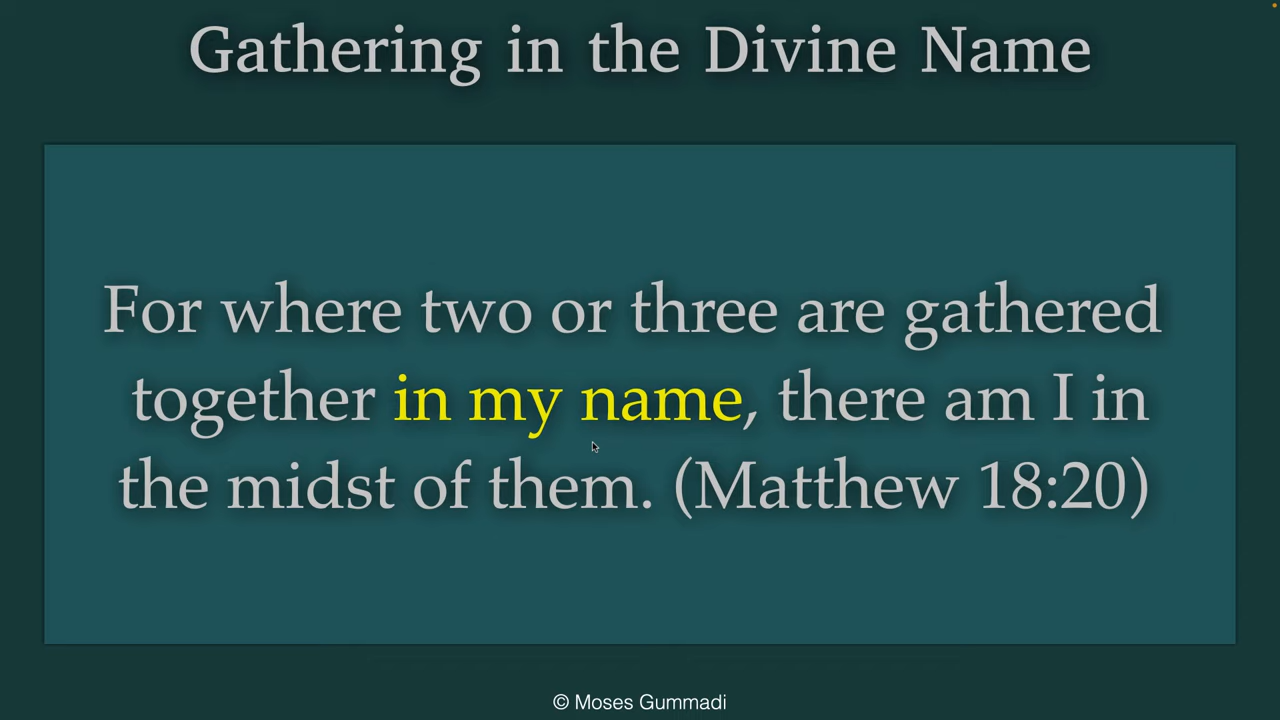 Gathering in the Divine Name
For where two or three are gathered
together in my name, there am I in
the midst of them. (Matthew 18:20)
© Moses Gummadi